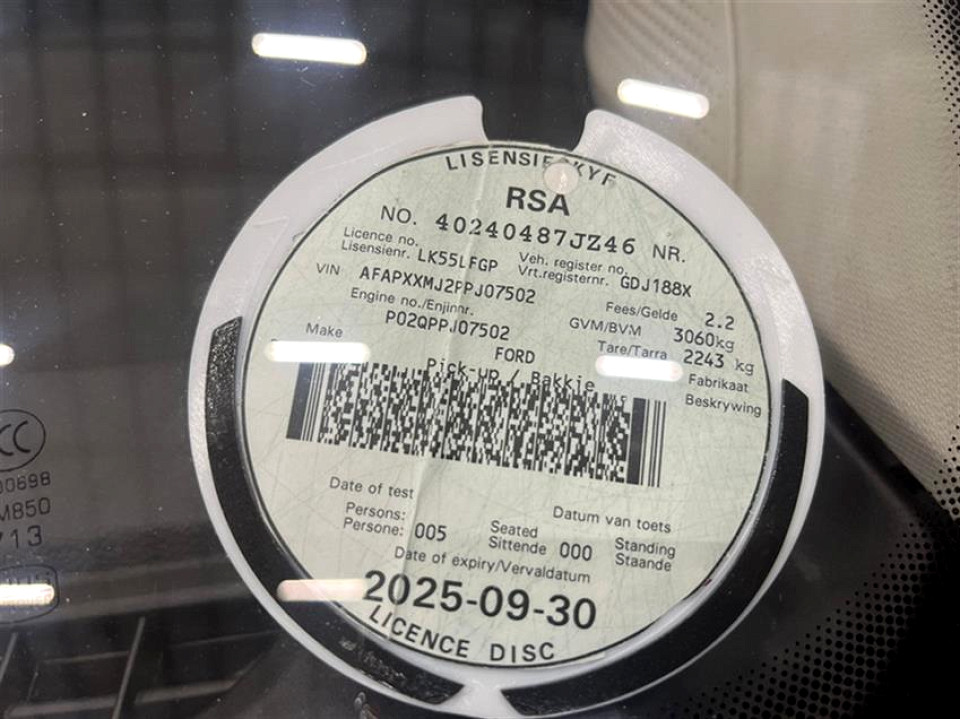 LISENSIESKYF
RSA
NO. 40240487JZ46 NR.
Licence no.
Lisensienr. LK55LFGP
Veh. register no.
Vrt.registernr. GDJ188X
VIN AFAPXXMJ2PPJ07502
Fees/Gelde 2.2
Engine no./Enjinnr.
P02QPPJ07502
GVM/BVM 3060kg
Tare/Tarra 2243 kg
Make FORD Fabrikaat
Pick-up / Bakkie Beskrywing
Date of test Datum van toets
Persons:
Persone: 005
Seated
Sittende 000
Standing
Staande
Date of expiry/Vervaldatum
2025-09-30
LICENCE DISC
00698
M850
713